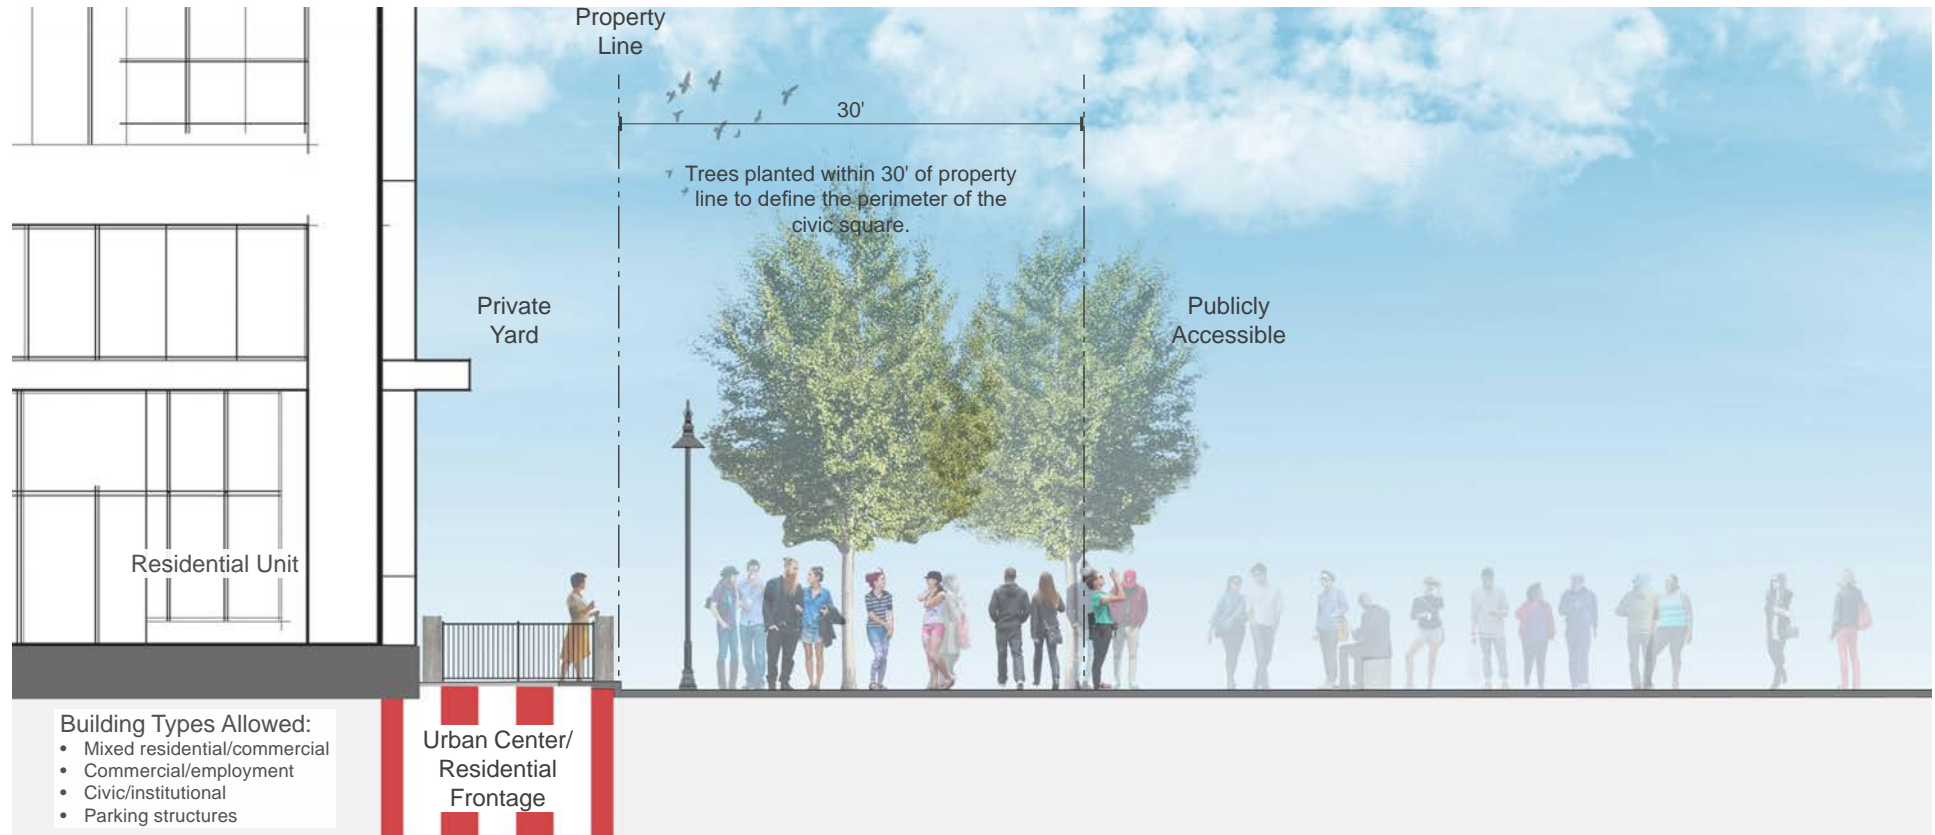 Property
Line
30'
Trees planted within 30' of property
line to define the perimeter of the
civic square.
Private
Yard
Publicly
Accessible
Residential Unit
Building Types Allowed:
• Mixed residential/commercial
• Commercial/employment
• Civic/institutional
• Parking structures
Urban Center/
Residential
Frontage